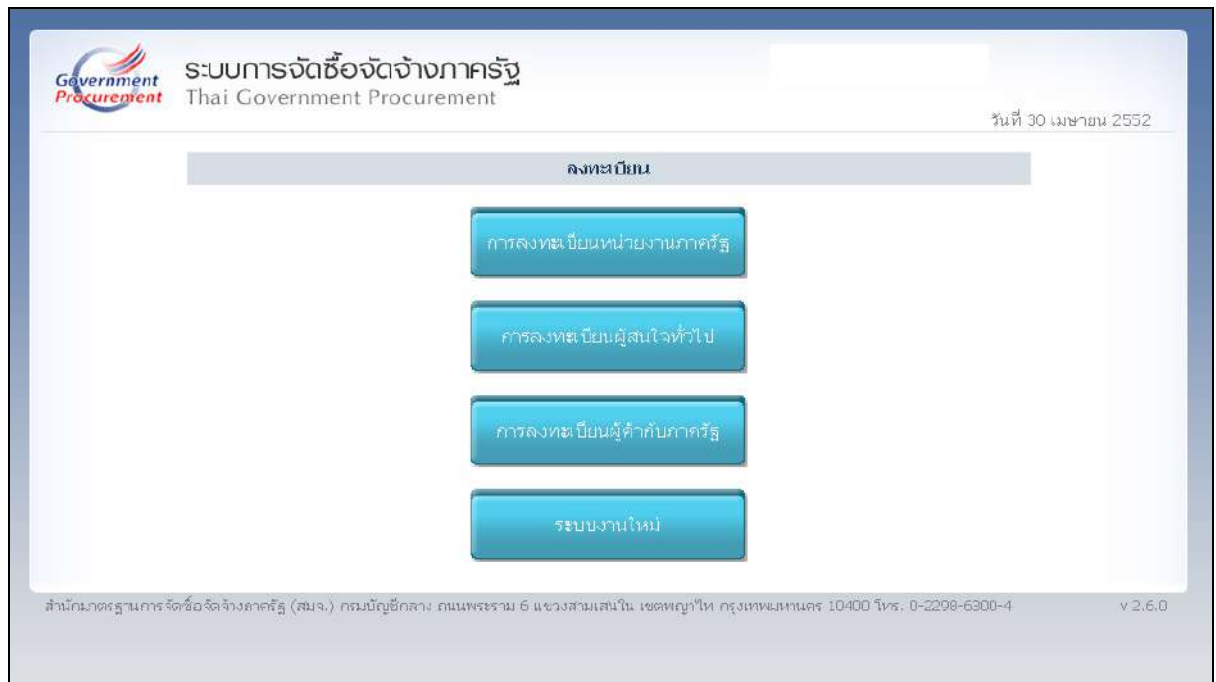 Government
Procurement
ระบบการจัดซื้อจัดจ้างภาครัฐ
Thai Government Procurement
วันที่ 30 เมษายน 2552
ลงทะเบียน
การลงทะเบียนหน่วยงานภาครัฐ
การลงทะเบียนผู้สนใจทั่วไป
การลงทะเบียนผู้ค้ากับภาครัฐ
ระบบงานใหม่
สำนักมาตรฐานการจัดซื้อจัดจ้างภาครัฐ (สมจ.) กรมบัญชีกลาง ถนนพระราม 6 แขวงสามเสนใน เขตพญาไท กรุงเทพมหานคร 10400 โทร. 0-2298-6300-4 v 2.6.0